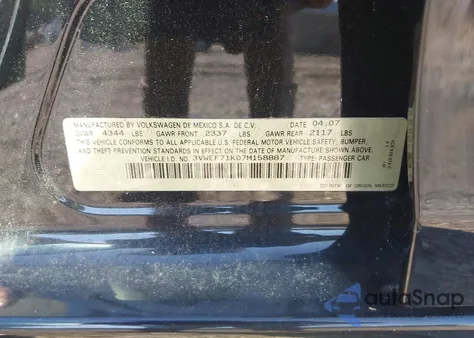 MANUFACTURED BY VOLKSWAGEN DE MEXICO S.A. DE C.V. DATE 04.07
GVWR 4344 LBS GAWR FRONT 2337 LBS GAWR REAR 2117 LBS
THIS VEHICLE CONFORMS TO ALL APPLICABLE U.S. FEDERAL MOTOR VEHICLE SAFETY, BUMPER,
AND THEFT PREVENTION STANDARDS IN EFFECT ON THE
DATE OF MANUFACTURE SHOWN ABOVE
VEHICLE I.D. NO.: 3VWEF71K07M158887 TYPE: PASSENGER CAR
COUNTRY OF ORIGIN, MEXICO
autoSnap